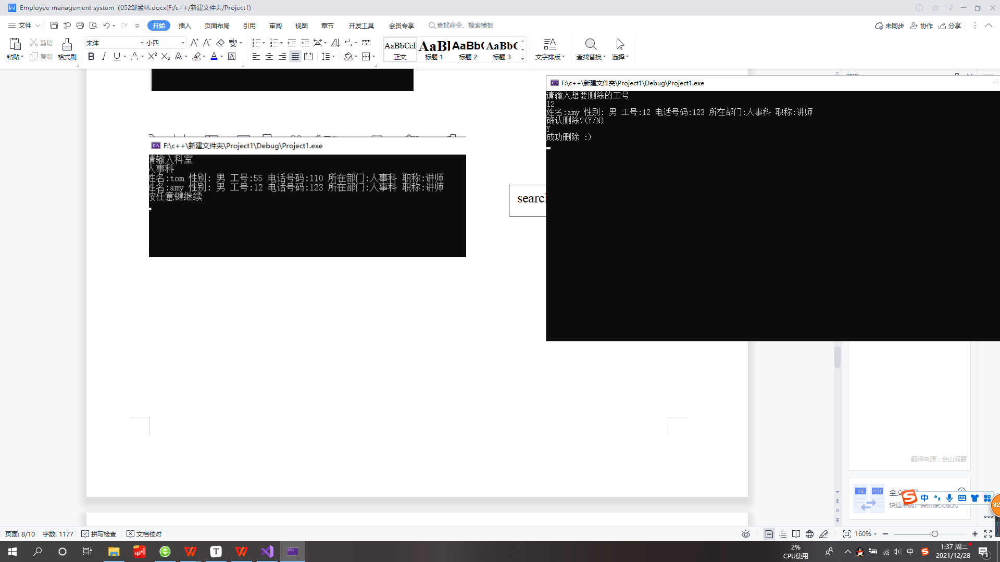 Employee management system（052邹孟林.docx(F:/c++/新建文件夹/Project1)
文件
开始 插入 页面布局 引用 审阅 视图 章节 开发工具 会员专享 查找命令、搜索模板
未同步 协作 分享
粘贴 剪切 复制 格式刷
宋体 小四
B I U A X² X₂ A A A
AaBbCcD AaBl AaBb( AaBbC
正文 标题 1 标题 2 标题 3
文字排版 查找替换 选择
F:\c++\新建文件夹\Project1\Debug\Project1.exe
请输入科室
人事科
姓名:tom 性别: 男 工号:55 电话号码:110 所在部门:人事科 职称:讲师
姓名:amy 性别: 男 工号:12 电话号码:123 所在部门:人事科 职称:讲师
按任意键继续
searc
F:\c++\新建文件夹\Project1\Debug\Project1.exe
请输入想要删除的工号
12
姓名:amy 性别: 男 工号:12 电话号码:123 所在部门:人事科 职称:讲师
确认删除?(Y/N)
Y
成功删除 :)
翻译来源：金山词霸
Hi 你好
全文
中
82
页面: 8/10 字数: 1177 拼写检查 文档校对
160%
T
2%
CPU使用
中
1:37 周二
2021/12/28
1